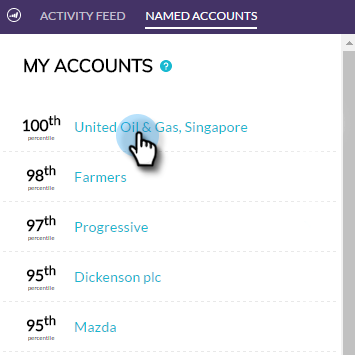 ACTIVITY FEED NAMED ACCOUNTS
MY ACCOUNTS ?
100th United Oil & Gas, Singapore
percentile
98th Farmers
percentile
97th Progressive
percentile
95th Dickenson plc
percentile
95th Mazda
percentile